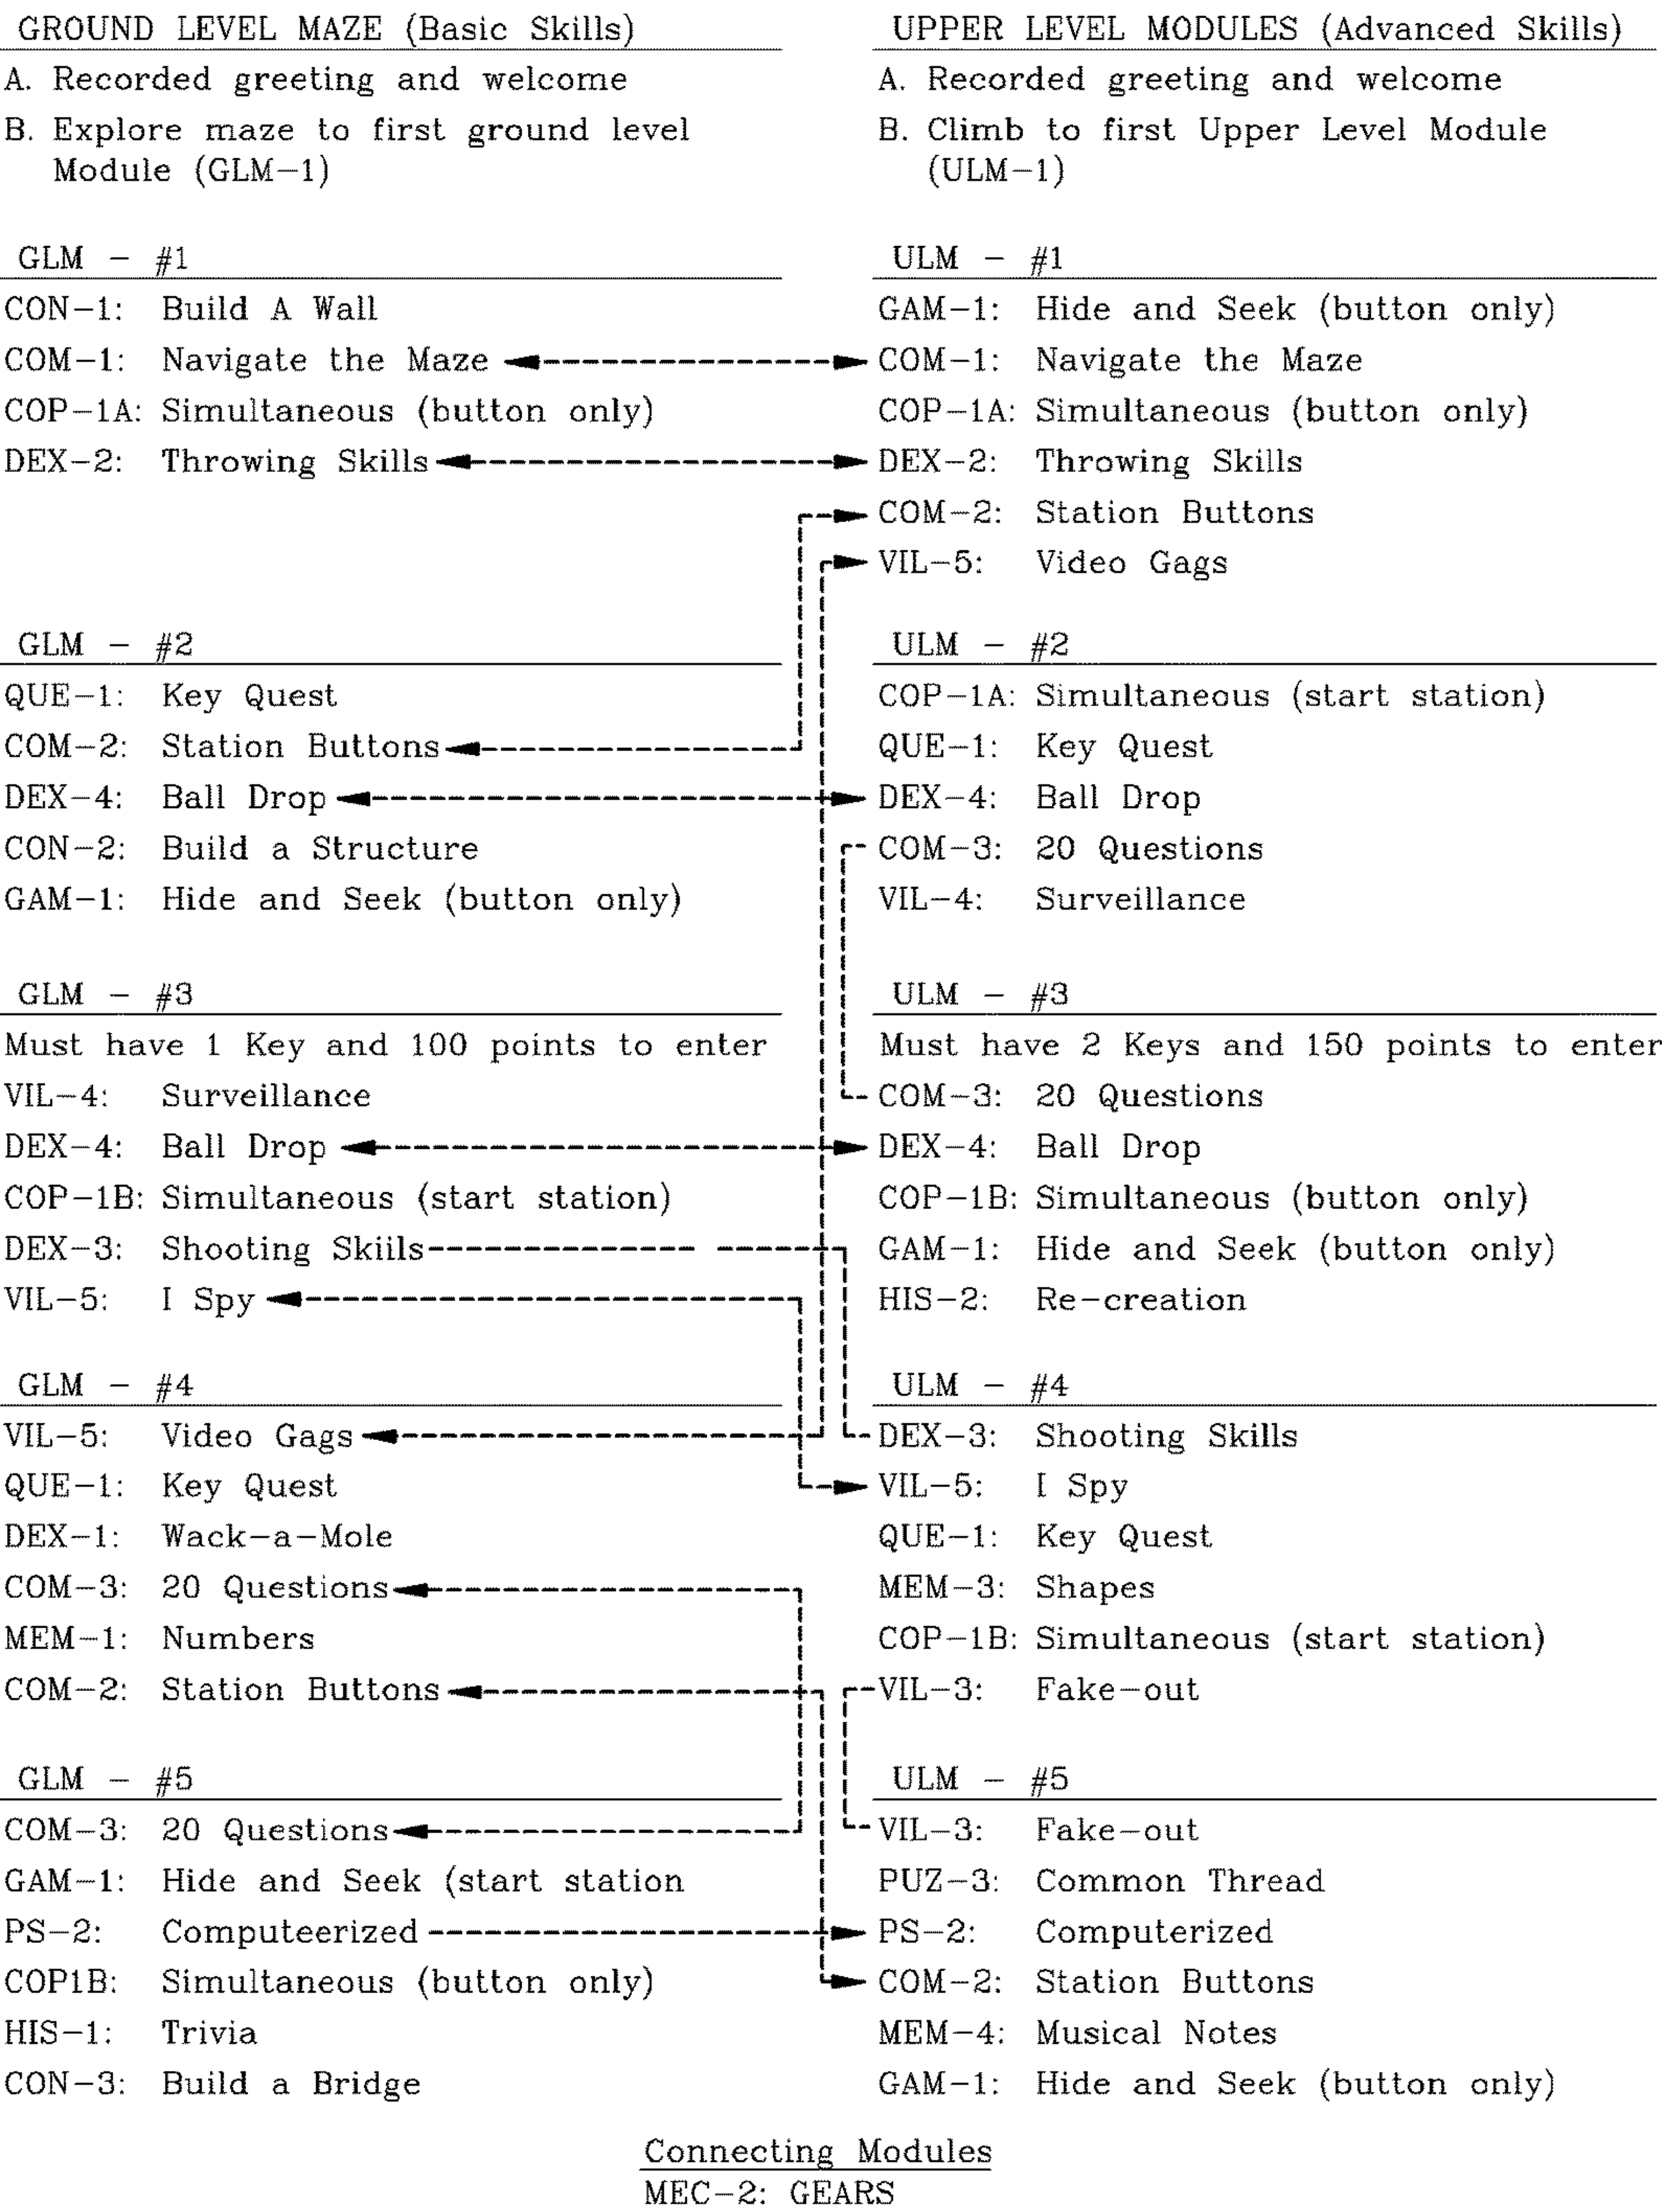 GROUND LEVEL MAZE (Basic Skills)
A. Recorded greeting and welcome
B. Explore maze to first ground level
Module (GLM-1)
GLM - #1
CON-1: Build A Wall
COM-1: Navigate the Maze
COP-1A: Simultaneous (button only)
DEX-2: Throwing Skills
GLM - #2
QUE-1: Key Quest
COM-2: Station Buttons
DEX-4: Ball Drop
CON-2: Build a Structure
GAM-1: Hide and Seek (button only)
GLM - #3
Must have 1 Key and 100 points to enter
VIL-4: Surveillance
DEX-4: Ball Drop
COP-1B: Simultaneous (start station)
DEX-3: Shooting Skiils
VIL-5: I Spy
GLM - #4
VIL-5: Video Gags
QUE-1: Key Quest
DEX-1: Wack-a-Mole
COM-3: 20 Questions
MEM-1: Numbers
COM-2: Station Buttons
GLM - #5
COM-3: 20 Questions
GAM-1: Hide and Seek (start station
PS-2: Computeerized
COP1B: Simultaneous (button only)
HIS-1: Trivia
CON-3: Build a Bridge
UPPER LEVEL MODULES (Advanced Skills)
A. Recorded greeting and welcome
B. Climb to first Upper Level Module
(ULM-1)
ULM - #1
GAM-1: Hide and Seek (button only)
COM-1: Navigate the Maze
COP-1A: Simultaneous (button only)
DEX-2: Throwing Skills
COM-2: Station Buttons
VIL-5: Video Gags
ULM - #2
COP-1A: Simultaneous (start station)
QUE-1: Key Quest
DEX-4: Ball Drop
COM-3: 20 Questions
VIL-4: Surveillance
ULM - #3
Must have 2 Keys and 150 points to enter
COM-3: 20 Questions
DEX-4: Ball Drop
COP-1B: Simultaneous (button only)
GAM-1: Hide and Seek (button only)
HIS-2: Re-creation
ULM - #4
DEX-3: Shooting Skills
VIL-5: I Spy
QUE-1: Key Quest
MEM-3: Shapes
COP-1B: Simultaneous (start station)
VIL-3: Fake-out
ULM - #5
VIL-3: Fake-out
PUZ-3: Common Thread
PS-2: Computerized
COM-2: Station Buttons
MEM-4: Musical Notes
GAM-1: Hide and Seek (button only)
Connecting Modules
MEC-2: GEARS